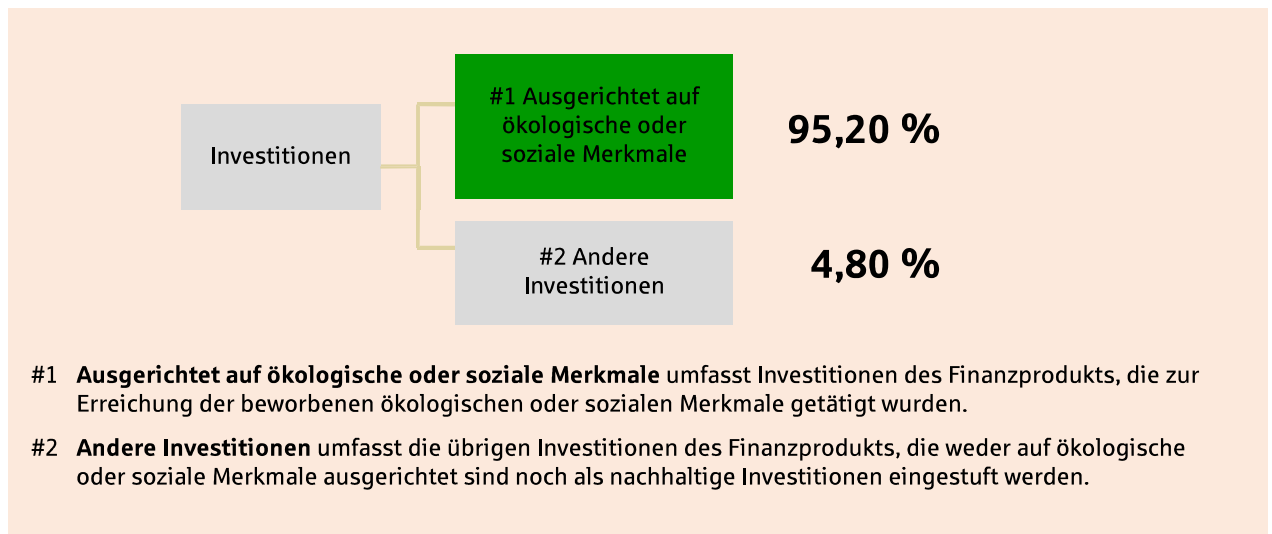 Investitionen
#1 Ausgerichtet auf
ökologische oder
soziale Merkmale
95,20 %
#2 Andere
Investitionen
4,80 %
#1 Ausgerichtet auf ökologische oder soziale Merkmale umfasst Investitionen des Finanzprodukts, die zur
Erreichung der beworbenen ökologischen oder sozialen Merkmale getätigt wurden.
#2 Andere Investitionen umfasst die übrigen Investitionen des Finanzprodukts, die weder auf ökologische
oder soziale Merkmale ausgerichtet sind noch als nachhaltige Investitionen eingestuft werden.